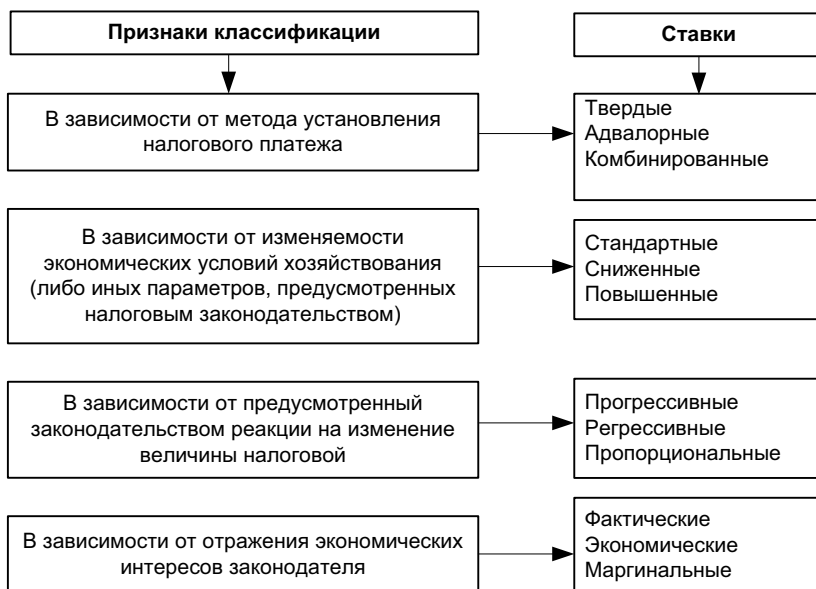 Признаки классификации
Ставки
В зависимости от метода установления
налогового платежа
Твердые
Адвалорные
Комбинированные
В зависимости от изменяемости
экономических условий хозяйствования
(либо иных параметров, предусмотренных
налоговым законодательством)
Стандартные
Сниженные
Повышенные
В зависимости от предусмотренный
законодательством реакции на изменение
величины налоговой
Прогрессивные
Регрессивные
Пропорциональные
В зависимости от отражения экономических
интересов законодателя
Фактические
Экономические
Маргинальные